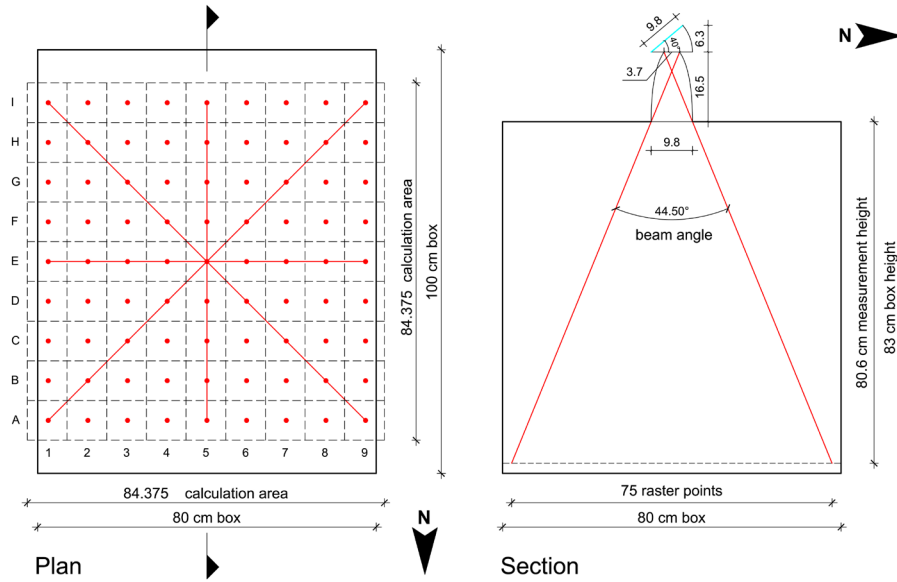 I
H
G
F
E
D
C
B
A
1 2 3 4 5 6 7 8 9
84.375 calculation area
100 cm box
84.375 calculation area
80 cm box
N
Plan
9.8
40°
6.3
3.7
16.5
N
9.8
44.50°
beam angle
80.6 cm measurement height
83 cm box height
75 raster points
80 cm box
Section